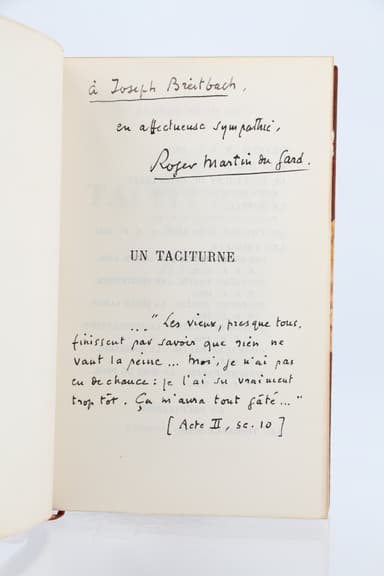 à Joseph Breitbach,
en affectueuse sympathie,
Roger Martin du Gard.
UN TACITURNE
..." Les vieux, presque tous,
finissent par savoir que rien ne
vaut la peine ... Moi, je n'ai pas
eu de chance : je l'ai su vraiment
trop tôt. Ça m'aura tout gâté..."
[ Acte II, sc. 10 ]